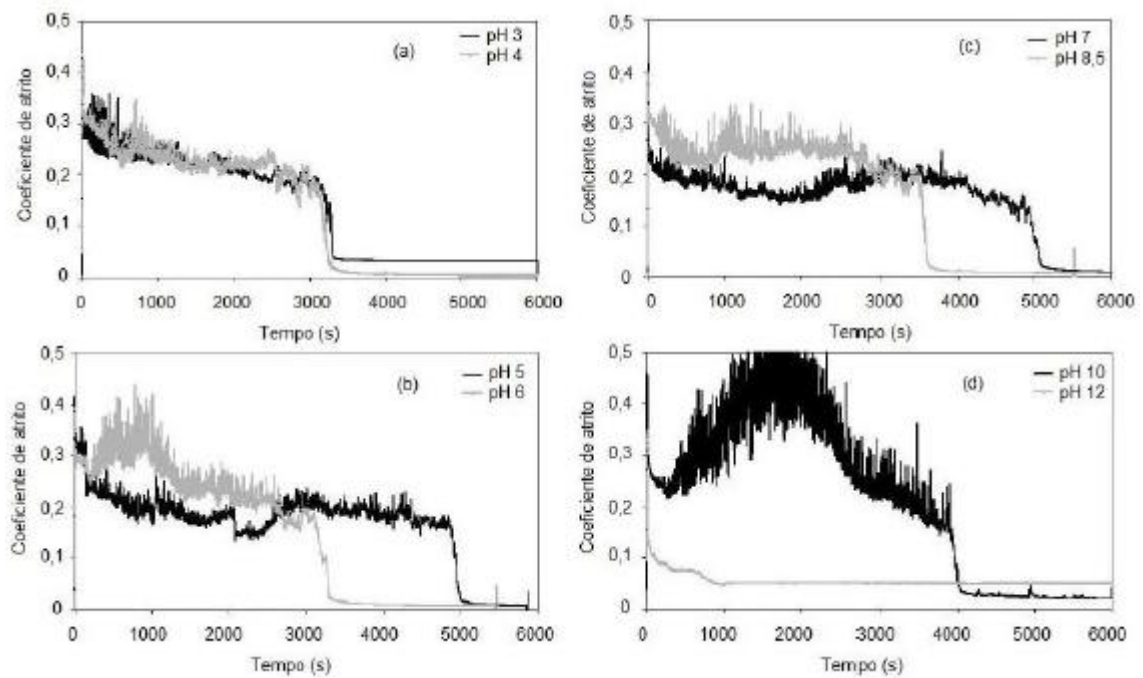 0,5
0,4
0,3
0,2
0,1
0
Coeficiente de atrito
(a)
pH 3
pH 4
0 1000 2000 3000 4000 5000 6000
Tempo (s)
0,5
0,4
0,3
0,2
0,1
0
Coeficiente de atrito
(c)
pH 7
pH 8,5
0 1000 2000 3000 4000 5000 6000
Tempo (s)
0,5
0,4
0,3
0,2
0,1
0
Coeficiente de atrito
(b)
pH 5
pH 6
0 1000 2000 3000 4000 5000 6000
Tempo (s)
0,5
0,4
0,3
0,2
0,1
0
Coeficiente de atrito
(d)
pH 10
pH 12
0 1000 2000 3000 4000 5000 6000
Tempo (s)